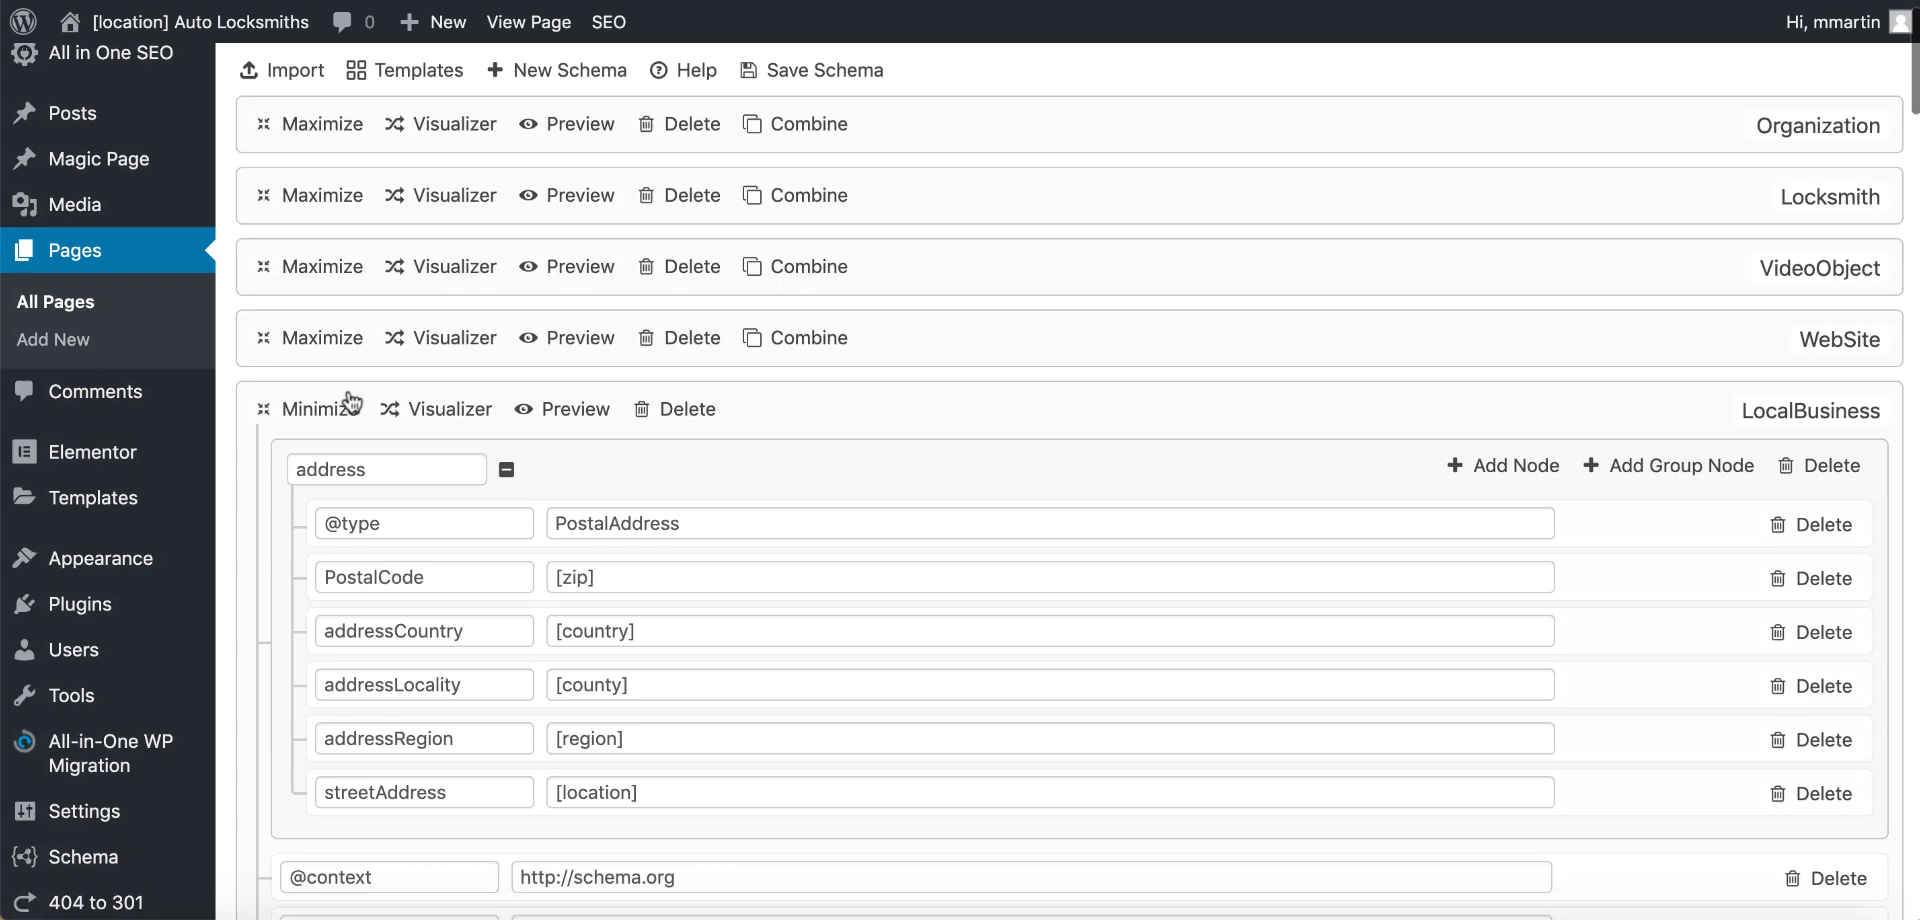 [location] Auto Locksmiths 0 New View Page SEO Hi, mmartin
All in One SEO
Posts
Magic Page
Media
Pages
All Pages
Add New
Comments
Elementor
Templates
Appearance
Plugins
Users
Tools
All-in-One WP
Migration
Settings
Schema
404 to 301
Import Templates New Schema Help Save Schema
Maximize Visualizer Preview Delete Combine Organization
Maximize Visualizer Preview Delete Combine Locksmith
Maximize Visualizer Preview Delete Combine VideoObject
Maximize Visualizer Preview Delete Combine WebSite
Minimize Visualizer Preview Delete LocalBusiness
address Add Node Add Group Node Delete
@type PostalAddress Delete
PostalCode [zip] Delete
addressCountry [country] Delete
addressLocality [county] Delete
addressRegion [region] Delete
streetAddress [location] Delete
@context http://schema.org Delete